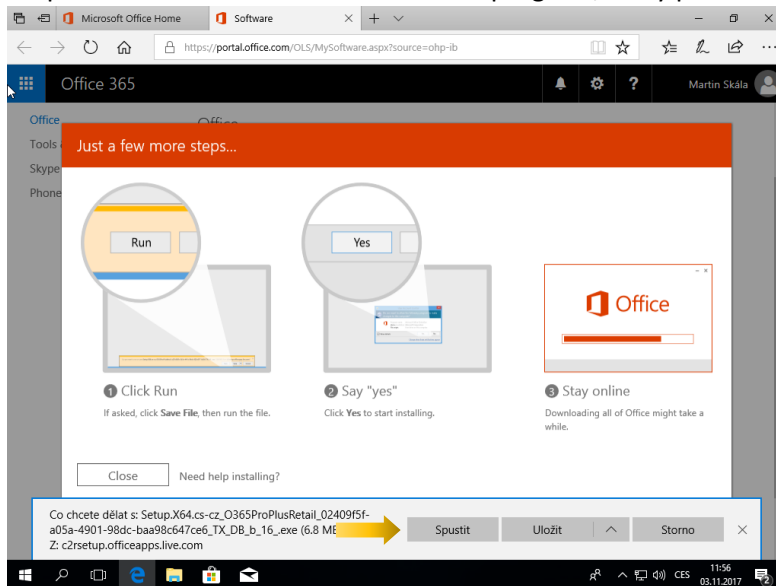 Microsoft Office Home
Software
https://portal.office.com/OLS/MySoftware.aspx?source=ohp-ib
Office 365
?
Martin Skála
Office
Office
Tools
Skype
Phone
Just a few more steps...
Run
Yes
Office
1 Click Run
2 Say "yes"
3 Stay online
If asked, click Save File, then run the file.
Click Yes to start installing.
Downloading all of Office might take a
while.
Close
Need help installing?
Co chcete dělat s: Setup.X64.cs-cz_O365ProPlusRetail_02409f5f-
a05a-4901-98dc-baa98c647ce6_TX_DB_b_16_.exe (6.8 MB
Z: c2rsetup.officeapps.live.com
Spustit
Uložit
Storno
CES
11:56
03.11.2017